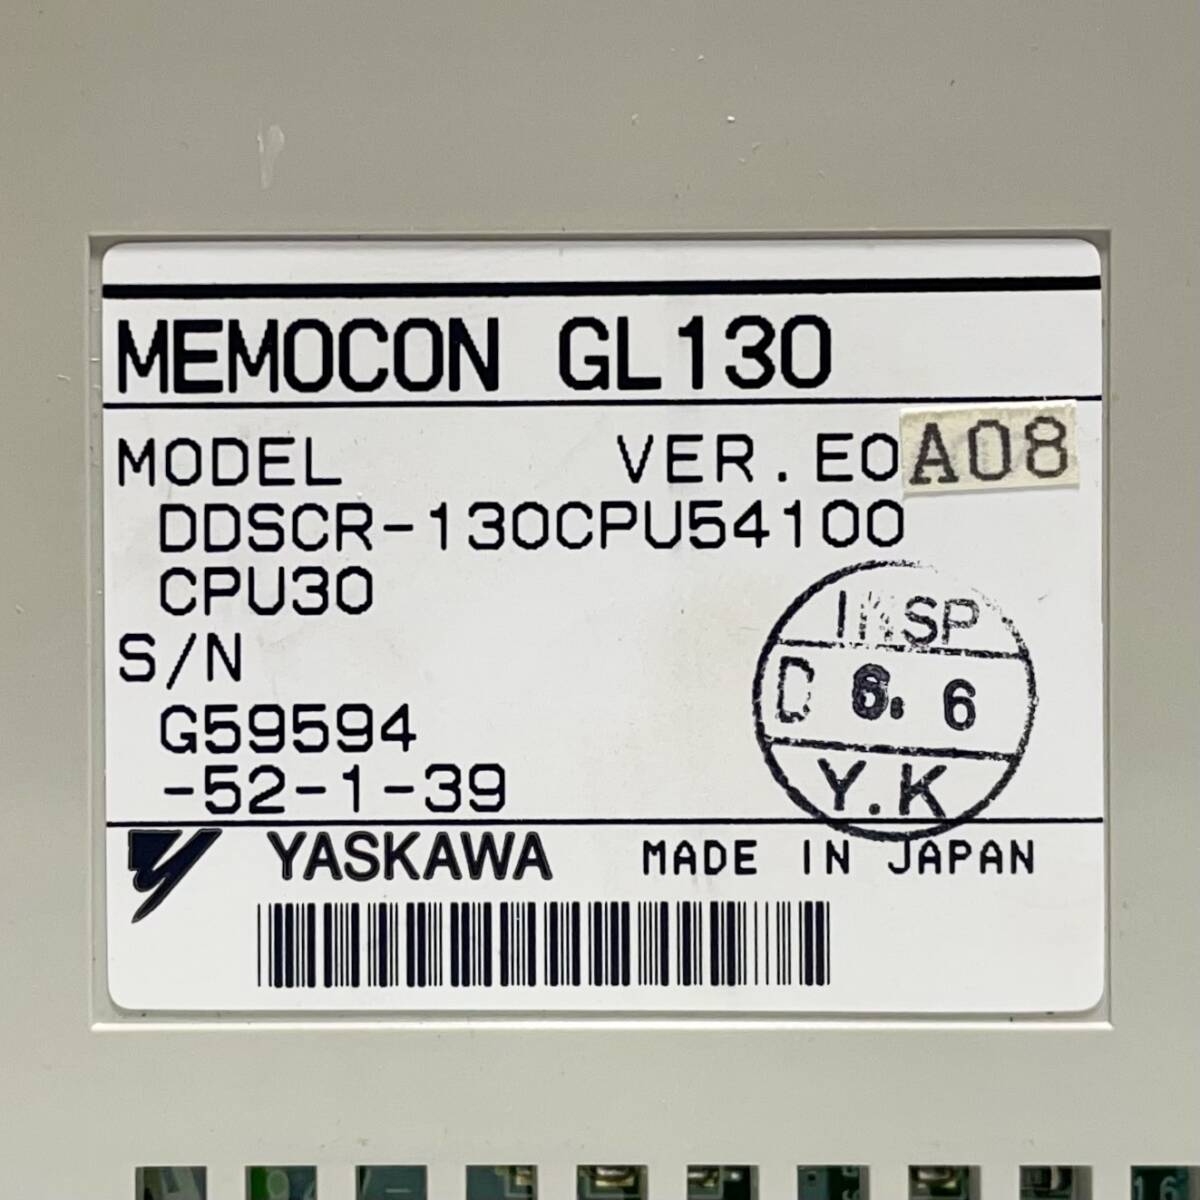 MEMOCON GL130
MODEL VER.E0A08
DDSCR-130CPU54100
CPU30
S/N
G59594
-52-1-39
INSP
D 6. 6
Y.K
YASKAWA MADE IN JAPAN